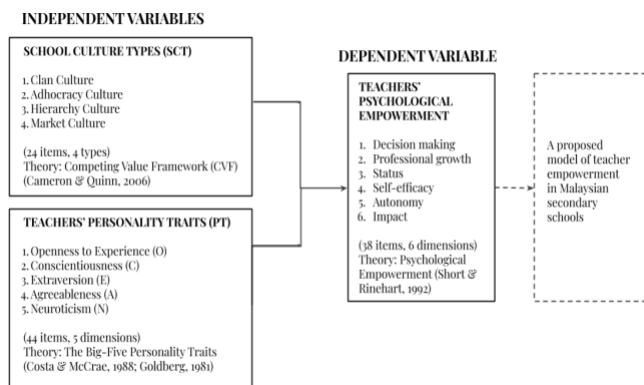 INDEPENDENT VARIABLES
SCHOOL CULTURE TYPES (SCT)
1. Clan Culture
2. Adhocracy Culture
3. Hierarchy Culture
4. Market Culture
(24 items, 4 types)
Theory: Competing Value Framework (CVF)
(Cameron & Quinn, 2006)
TEACHERS' PERSONALITY TRAITS (PT)
1. Openness to Experience (O)
2. Conscientiousness (C)
3. Extraversion (E)
4. Agreeableness (A)
5. Neuroticism (N)
(44 items, 5 dimensions)
Theory: The Big-Five Personality Traits
(Costa & McCrae, 1988; Goldberg, 1981)
DEPENDENT VARIABLE
TEACHERS'
PSYCHOLOGICAL
EMPOWERMENT
1. Decision making
2. Professional growth
3. Status
4. Self-efficacy
5. Autonomy
6. Impact
(38 items, 6 dimensions)
Theory: Psychological
Empowerment (Short &
Rinehart, 1992)
A proposed
model of teacher
empowerment
in Malaysian
secondary
schools